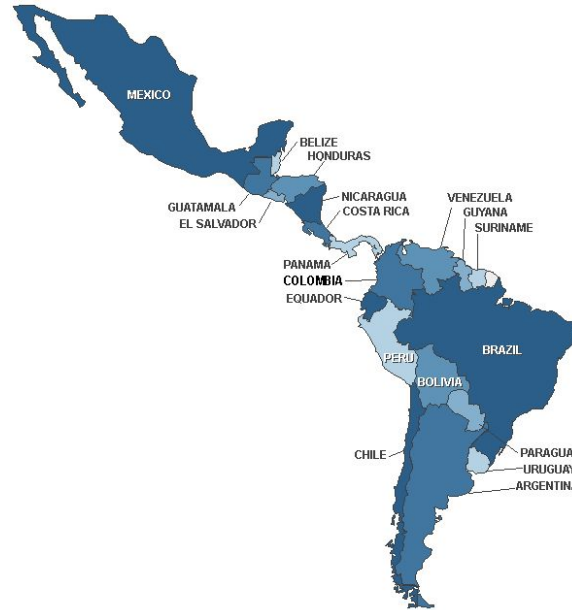 MEXICO
BELIZE
HONDURAS
GUATAMALA
EL SALVADOR
NICARAGUA
COSTA RICA
VENEZUELA
GUYANA
SURINAME
PANAMA
COLOMBIA
EQUADOR
PERU
BRAZIL
BOLIVIA
CHILE
PARAGUA
URUGUAY
ARGENTINA